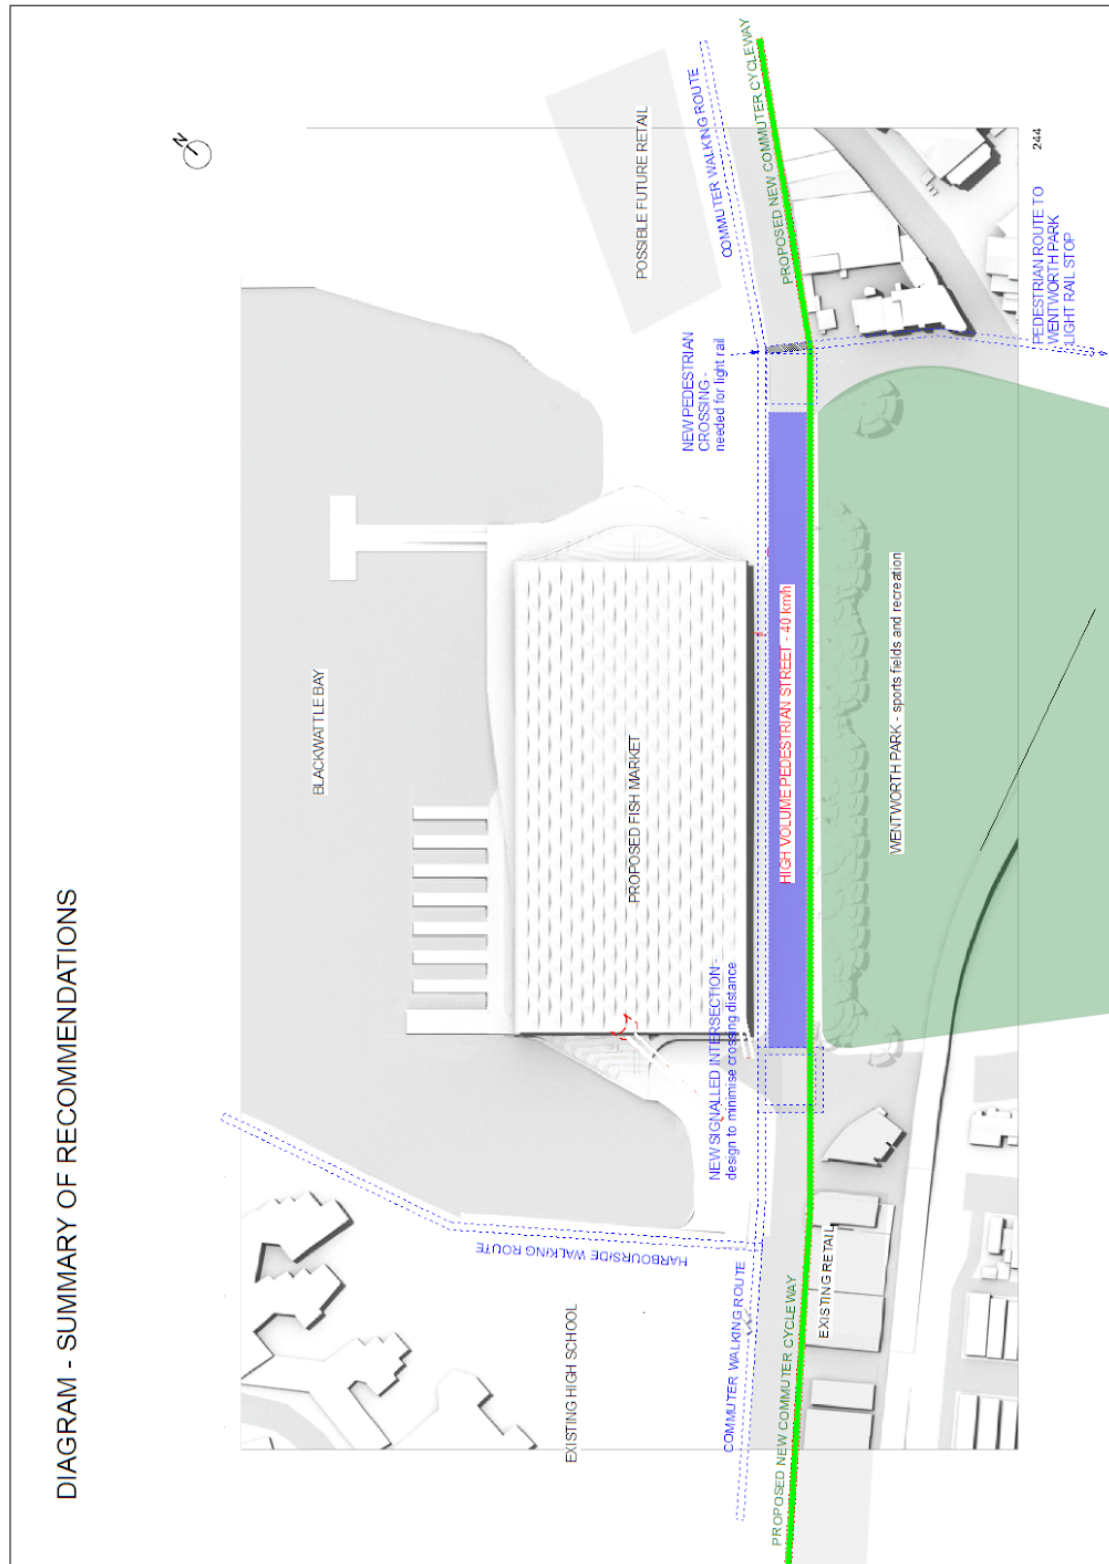 DIAGRAM - SUMMARY OF RECOMMENDATIONS
N
BLACKWATTLE BAY
POSSIBLE FUTURE RETAIL
COMMUTER WALKING ROUTE
PROPOSED NEW COMMUTER CYCLEWAY
244
PEDESTRIAN ROUTE TO
WENTWORTH PARK
LIGHT RAIL STOP
NEW PEDESTRIAN
CROSSING -
needed for light rail
PROPOSED FISH MARKET
HIGH VOLUME PEDESTRIAN STREET - 40 km/h
WENTWORTH PARK - sports fields and recreation
NEW SIGNALLED INTERSECTION -
design to minimise crossing distance
HARBOURSIDE WALKING ROUTE
EXISTING HIGH SCHOOL
COMMUTER WALKING ROUTE
PROPOSED NEW COMMUTER CYCLEWAY
EXISTING RETAIL